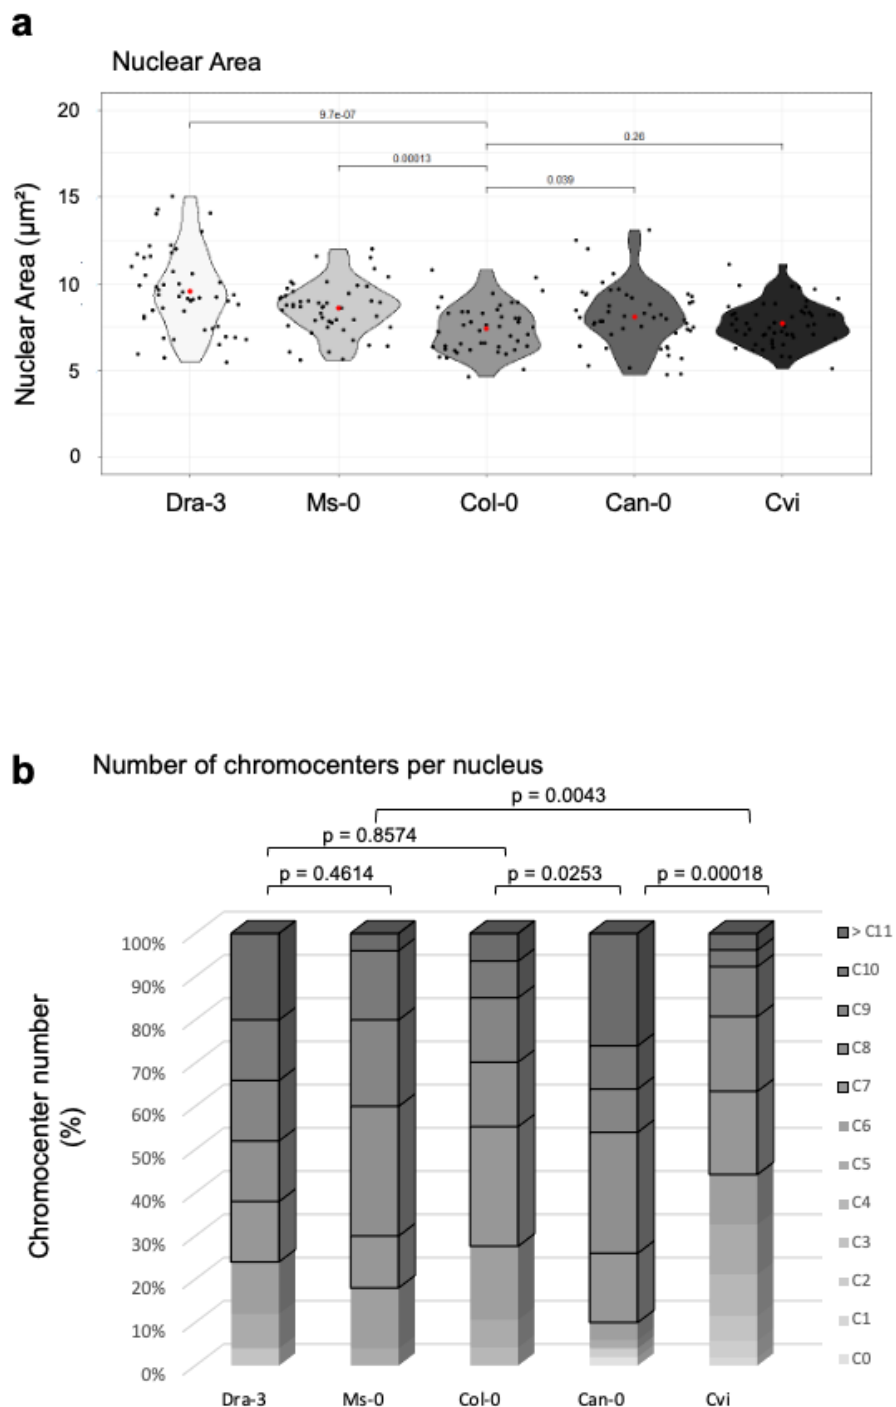 a
Nuclear Area
Nuclear Area (µm²)
20
15
10
5
0
9.7e-07
0.26
0.00013
0.039
Dra-3 Ms-0 Col-0 Can-0 Cvi
b
Number of chromocenters per nucleus
p = 0.0043
p = 0.8574
p = 0.4614 p = 0.0253 p = 0.00018
Chromocenter number
(%)
100%
90%
80%
70%
60%
50%
40%
30%
20%
10%
0%
> C11
C10
C9
C8
C7
C6
C5
C4
C3
C2
C1
C0
Dra-3 Ms-0 Col-0 Can-0 Cvi